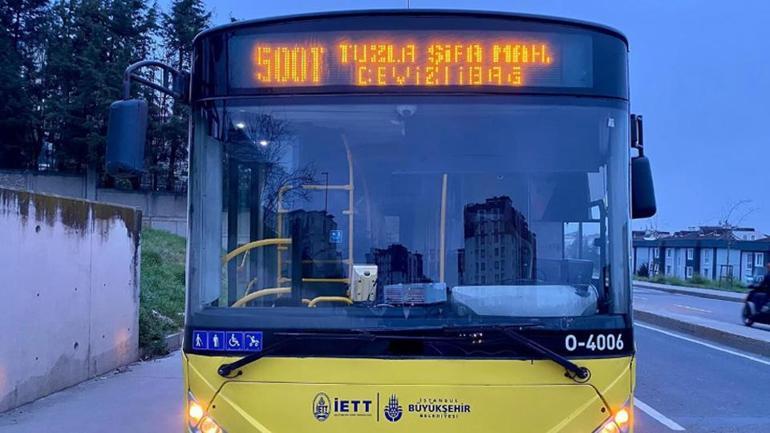 500T TUZLA ŞİFA MAH.
CEVİZLİBAĞ
O-4006
İETT
İSTANBUL
BÜYÜKŞEHİR
BELEDİYESİ